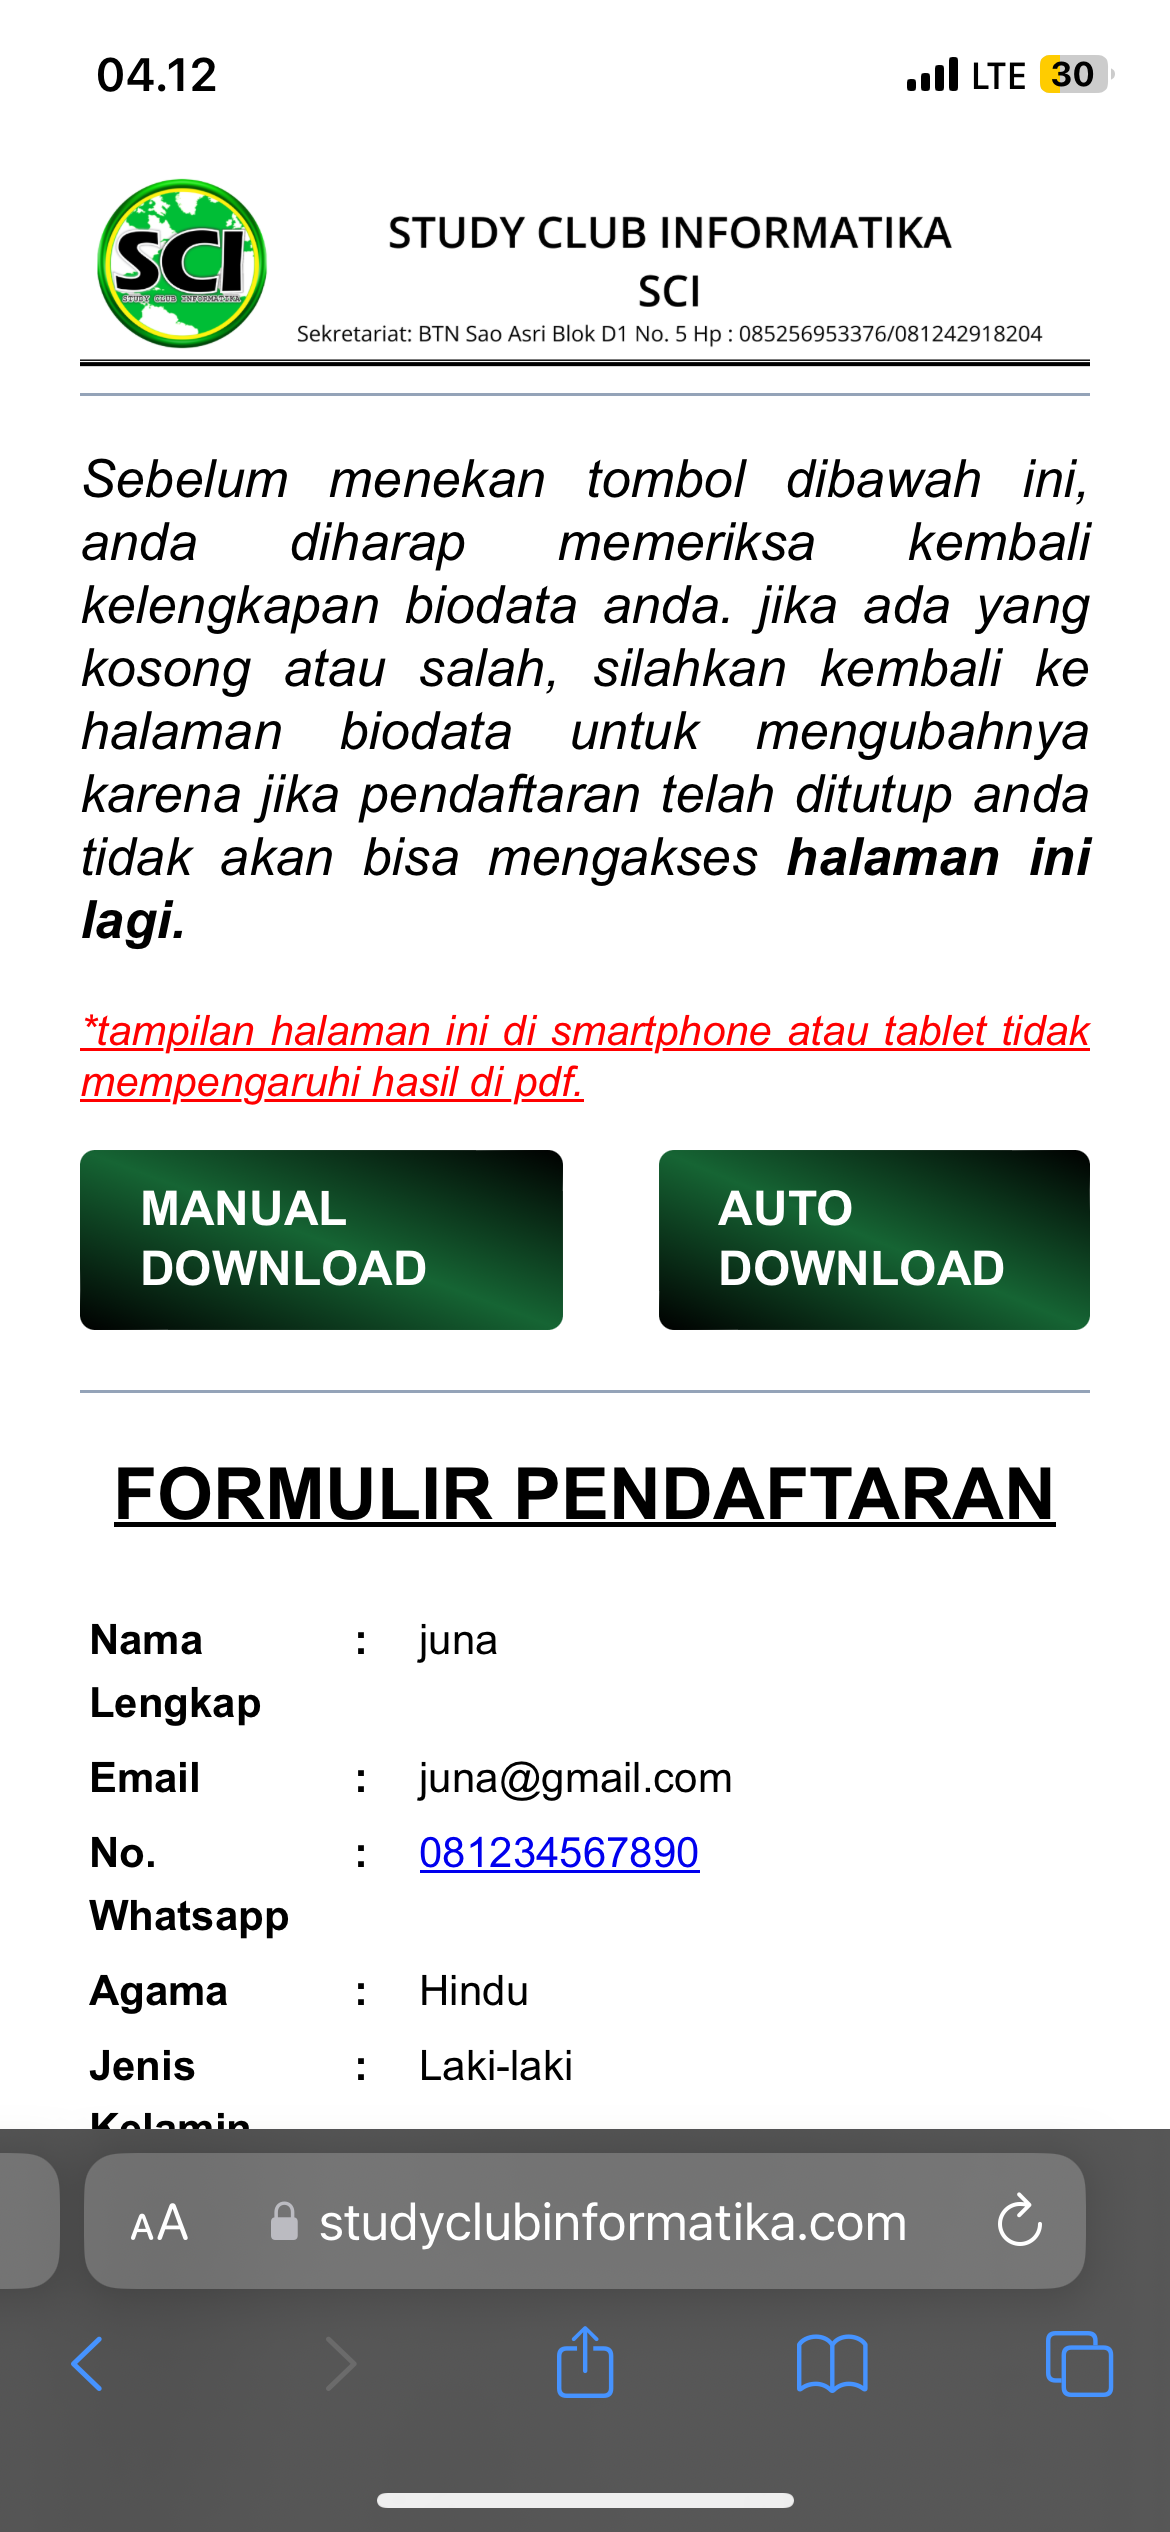 04.12
LTE 30
SCI
STUDY CLUB INFORMATIKA
STUDY CLUB INFORMATIKA
SCI
Sekretariat: BTN Sao Asri Blok D1 No. 5 Hp : 085256953376/081242918204
Sebelum menekan tombol dibawah ini,
anda diharap memeriksa kembali
kelengkapan biodata anda. jika ada yang
kosong atau salah, silahkan kembali ke
halaman biodata untuk mengubahnya
karena jika pendaftaran telah ditutup anda
tidak akan bisa mengakses halaman ini
lagi.
*tampilan halaman ini di smartphone atau tablet tidak
mempengaruhi hasil di pdf.
MANUAL
DOWNLOAD
AUTO
DOWNLOAD
FORMULIR PENDAFTARAN
Nama : juna
Lengkap
Email : juna@gmail.com
No. : 081234567890
Whatsapp
Agama : Hindu
Jenis : Laki-laki
Kelamin
AA studyclubinformatika.com